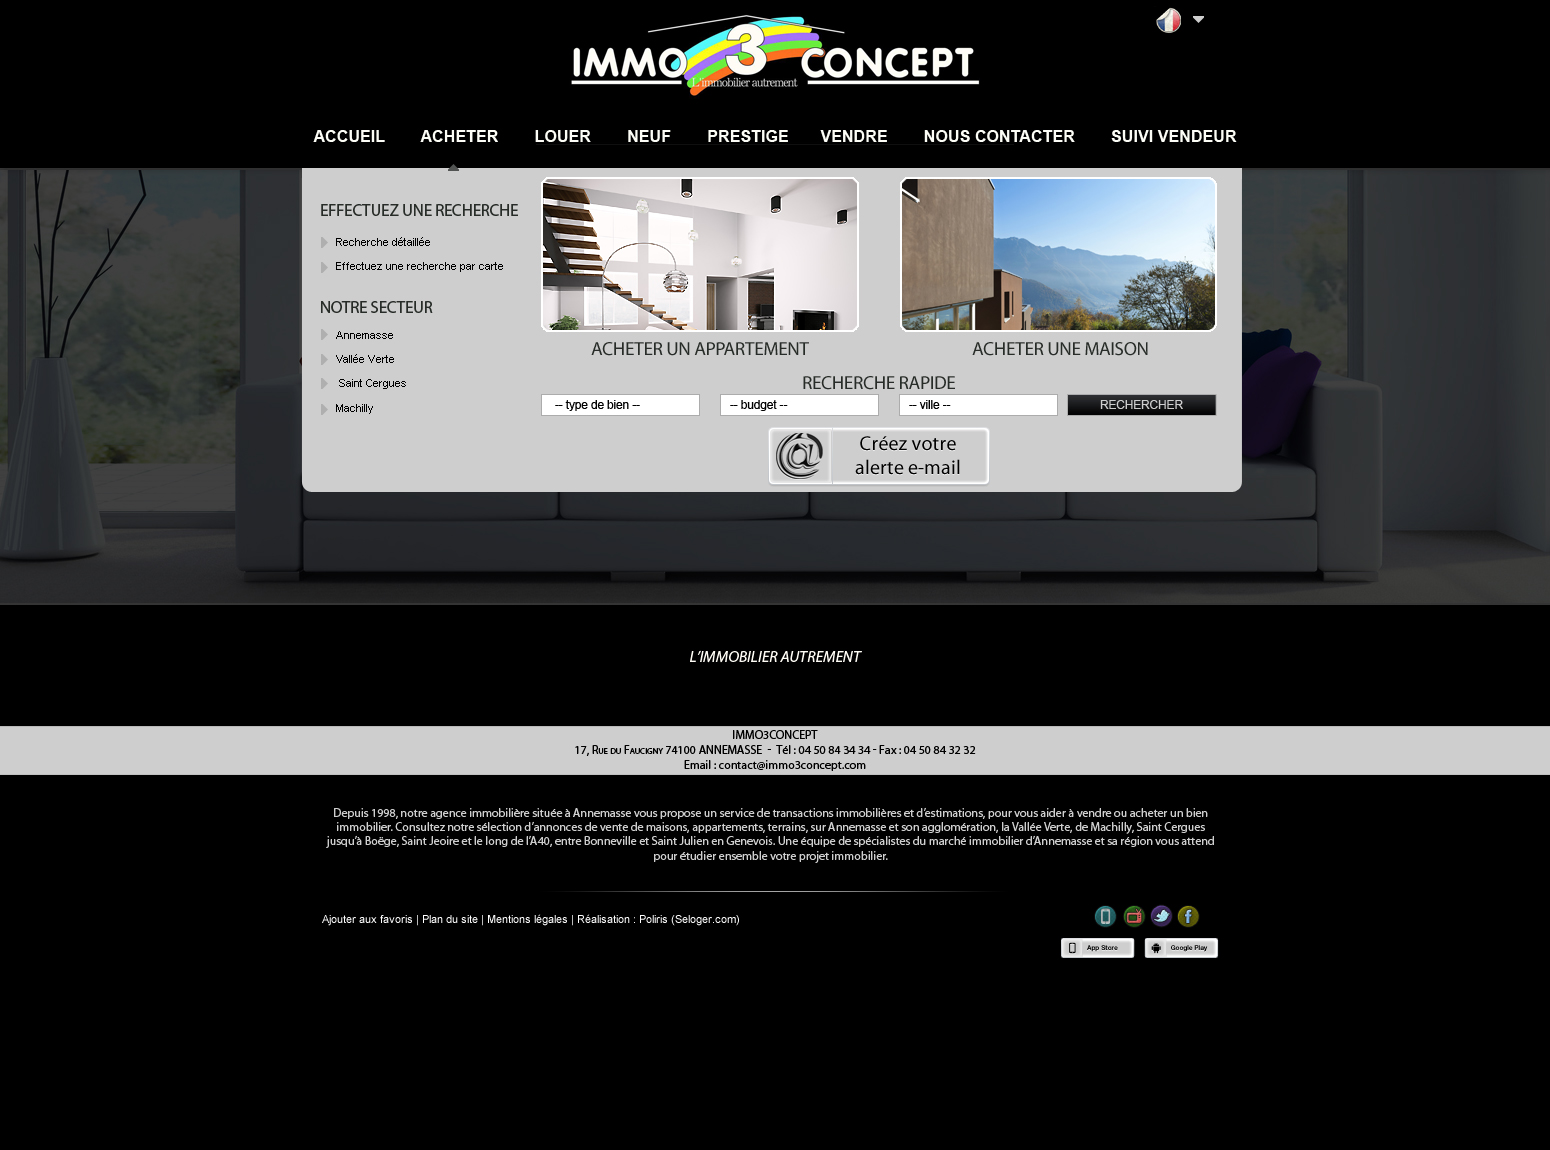 IMMO 3 CONCEPT
L'immobilier autrement
ACCUEIL ACHETER LOUER NEUF PRESTIGE VENDRE NOUS CONTACTER SUIVI VENDEUR
EFFECTUEZ UNE RECHERCHE
Recherche détaillée
Effectuez une recherche par carte
NOTRE SECTEUR
Annemasse
Vallée Verte
Saint Cergues
Machilly
ACHETER UN APPARTEMENT
ACHETER UNE MAISON
RECHERCHE RAPIDE
-- type de bien -- -- budget -- -- ville -- RECHERCHER
@ Créez votre
alerte e-mail
L'IMMOBILIER AUTREMENT
IMMO3CONCEPT
17, Rue du Faucigny 74100 ANNEMASSE - Tél : 04 50 84 34 34 - Fax : 04 50 84 32 32
Email : contact@immo3concept.com
Depuis 1998, notre agence immobilière située à Annemasse vous propose un service de transactions immobilières et d'estimations, pour vous aider à vendre ou acheter un bien
immobilier. Consultez notre sélection d'annonces de vente de maisons, appartements, terrains, sur Annemasse et son agglomération, la Vallée Verte, de Machilly, Saint Cergues
jusqu'à Boëge, Saint Jeoire et le long de l'A40, entre Bonneville et Saint Julien en Genevois. Une équipe de spécialistes du marché immobilier d'Annemasse et sa région vous attend
pour étudier ensemble votre projet immobilier.
Ajouter aux favoris | Plan du site | Mentions légales | Réalisation : Poliris (Seloger.com)
App Store Google Play